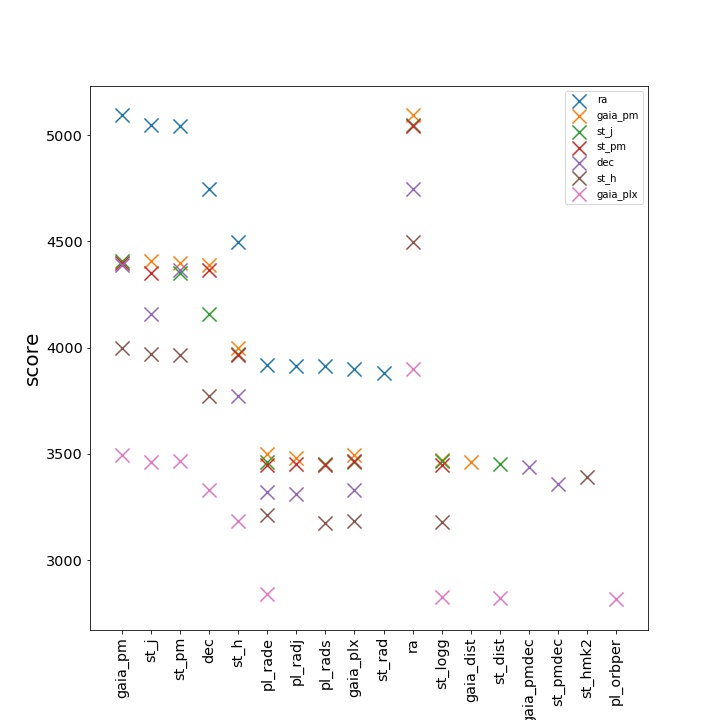 ra
gaia_pm
st_j
st_pm
dec
st_h
gaia_plx
5000
4500
4000
3500
3000
score
gaia_pm
st_j
st_pm
dec
st_h
pl_rade
pl_radj
pl_rads
gaia_plx
st_rad
ra
st_logg
gaia_dist
st_dist
gaia_pmdec
st_pmdec
st_hmk2
pl_orbper